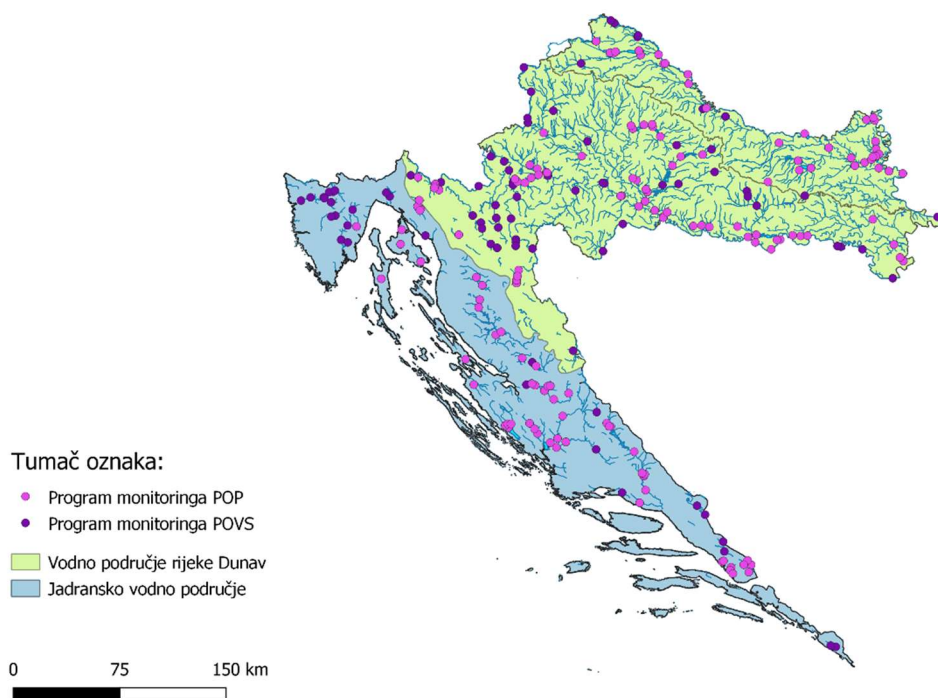 Tumač oznaka:
Program monitoringa POP
Program monitoringa POVS
Vodno područje rijeke Dunav
Jadransko vodno područje
0 75 150 km